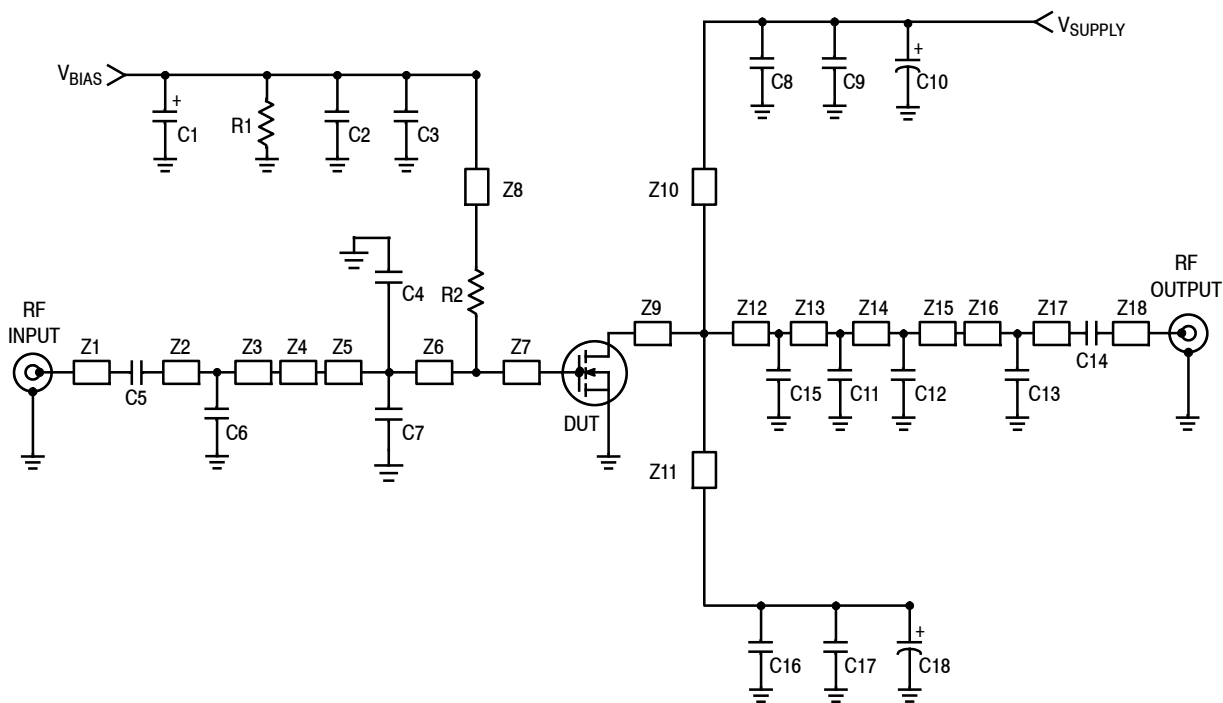 VSUPPLY
VBIAS
+
C1
R1
C2
C3
C8
C9
+
C10
Z8
Z10
C4
R2
RF
INPUT
Z1
C5
Z2
Z3
Z4
Z5
Z6
Z7
C6
C7
DUT
Z9
Z12
Z13
Z14
Z15
Z16
Z17
C14
Z18
RF
OUTPUT
C15
C11
C12
C13
Z11
C16
C17
+
C18